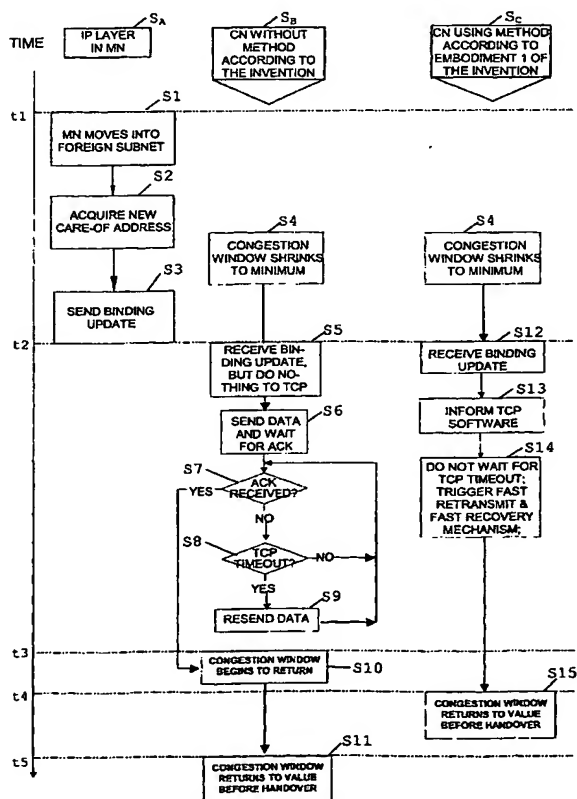 TIME
SA
IP LAYER
IN MN
SB
CN WITHOUT
METHOD
ACCORDING TO
THE INVENTION
SC
CN USING METHOD
ACCORDING TO
EMBODIMENT 1 OF
THE INVENTION
t1
S1
MN MOVES INTO
FOREIGN SUBNET
S2
ACQUIRE NEW
CARE-OF ADDRESS
S3
SEND BINDING
UPDATE
S4
CONGESTION
WINDOW SHRINKS
TO MINIMUM
S4
CONGESTION
WINDOW SHRINKS
TO MINIMUM
t2
S5
RECEIVE BIN-
DING UPDATE,
BUT DO NO-
THING TO TCP
S6
SEND DATA
AND WAIT
FOR ACK
S7
ACK
RECEIVED?
YES
NO
S8
TCP
TIMEOUT?
NO
YES
S9
RESEND DATA
S12
RECEIVE BINDING
UPDATE
S13
INFORM TCP
SOFTWARE
S14
DO NOT WAIT FOR
TCP TIMEOUT;
TRIGGER FAST
RETRANSMIT &
FAST RECOVERY
MECHANISM;
t3
CONGESTION WINDOW
BEGINS TO RETURN
S10
t4
S15
CONGESTION WINDOW
RETURNS TO VALUE
BEFORE HANDOVER
t5
S11
CONGESTION WINDOW
RETURNS TO VALUE
BEFORE HANDOVER